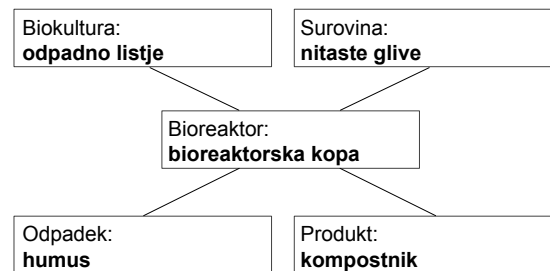 Biokultura:
odpadno listje
Surovina:
nitaste glive
Bioreaktor:
bioreaktorska kopa
Odpadek:
humus
Produkt:
kompostnik